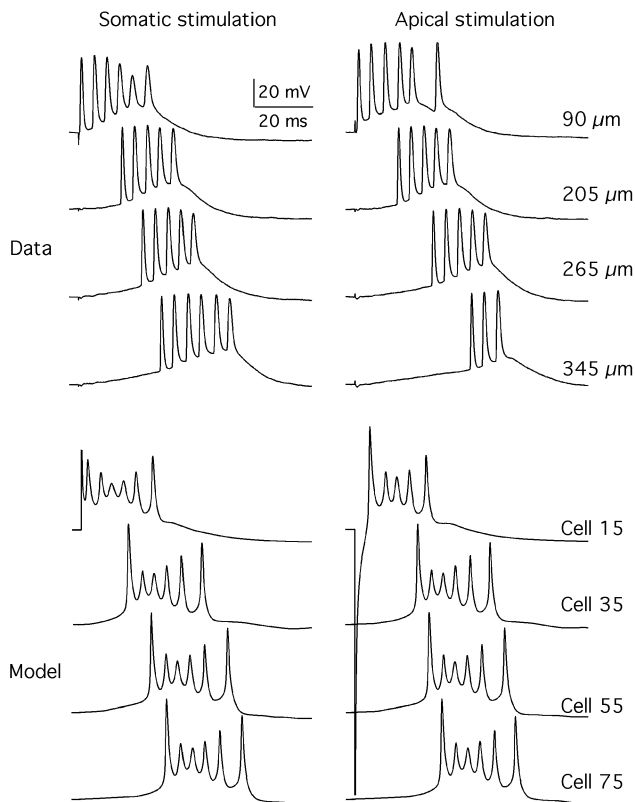 Somatic stimulation
Apical stimulation
20 mV
20 ms
90 µm
205 µm
Data
265 µm
345 µm
Cell 15
Cell 35
Model
Cell 55
Cell 75